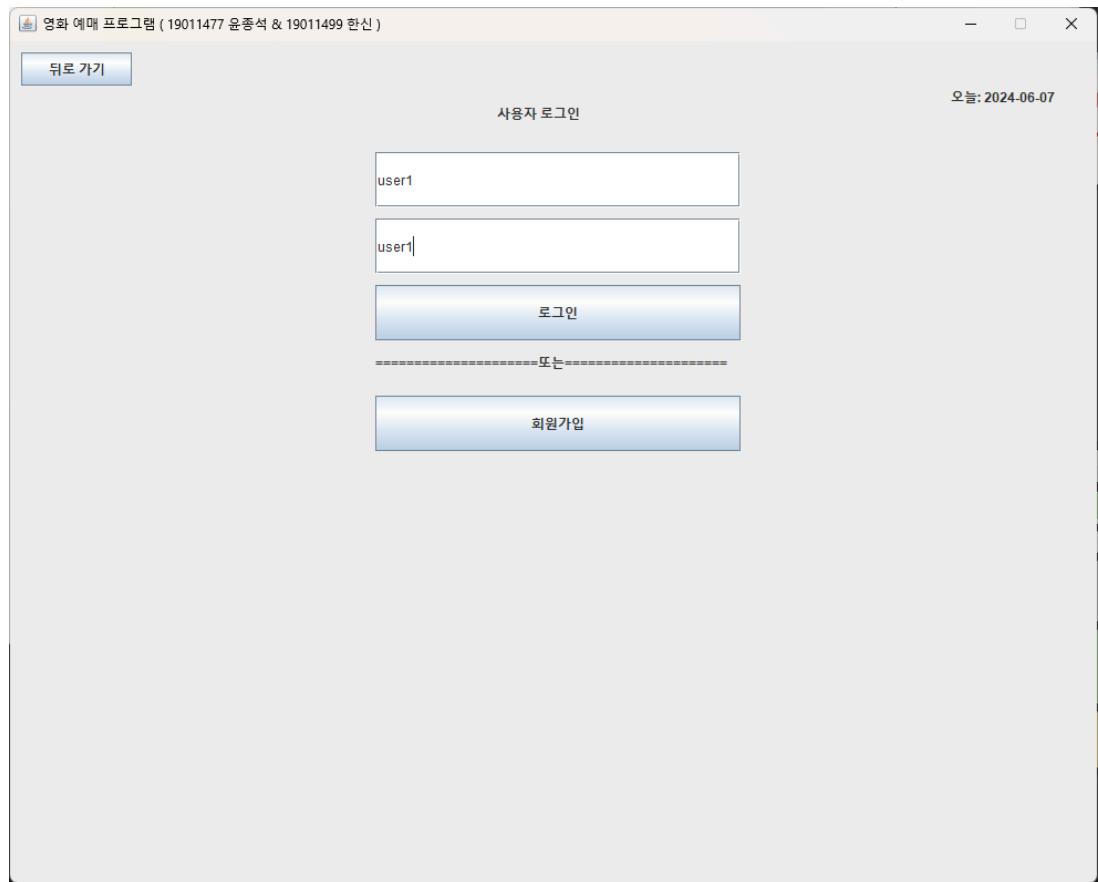 영화 예매 프로그램 ( 19011477 윤종석 & 19011499 한신 )
뒤로 가기
오늘: 2024-06-07
사용자 로그인
user1
user1
로그인
=====================또는=====================
회원가입